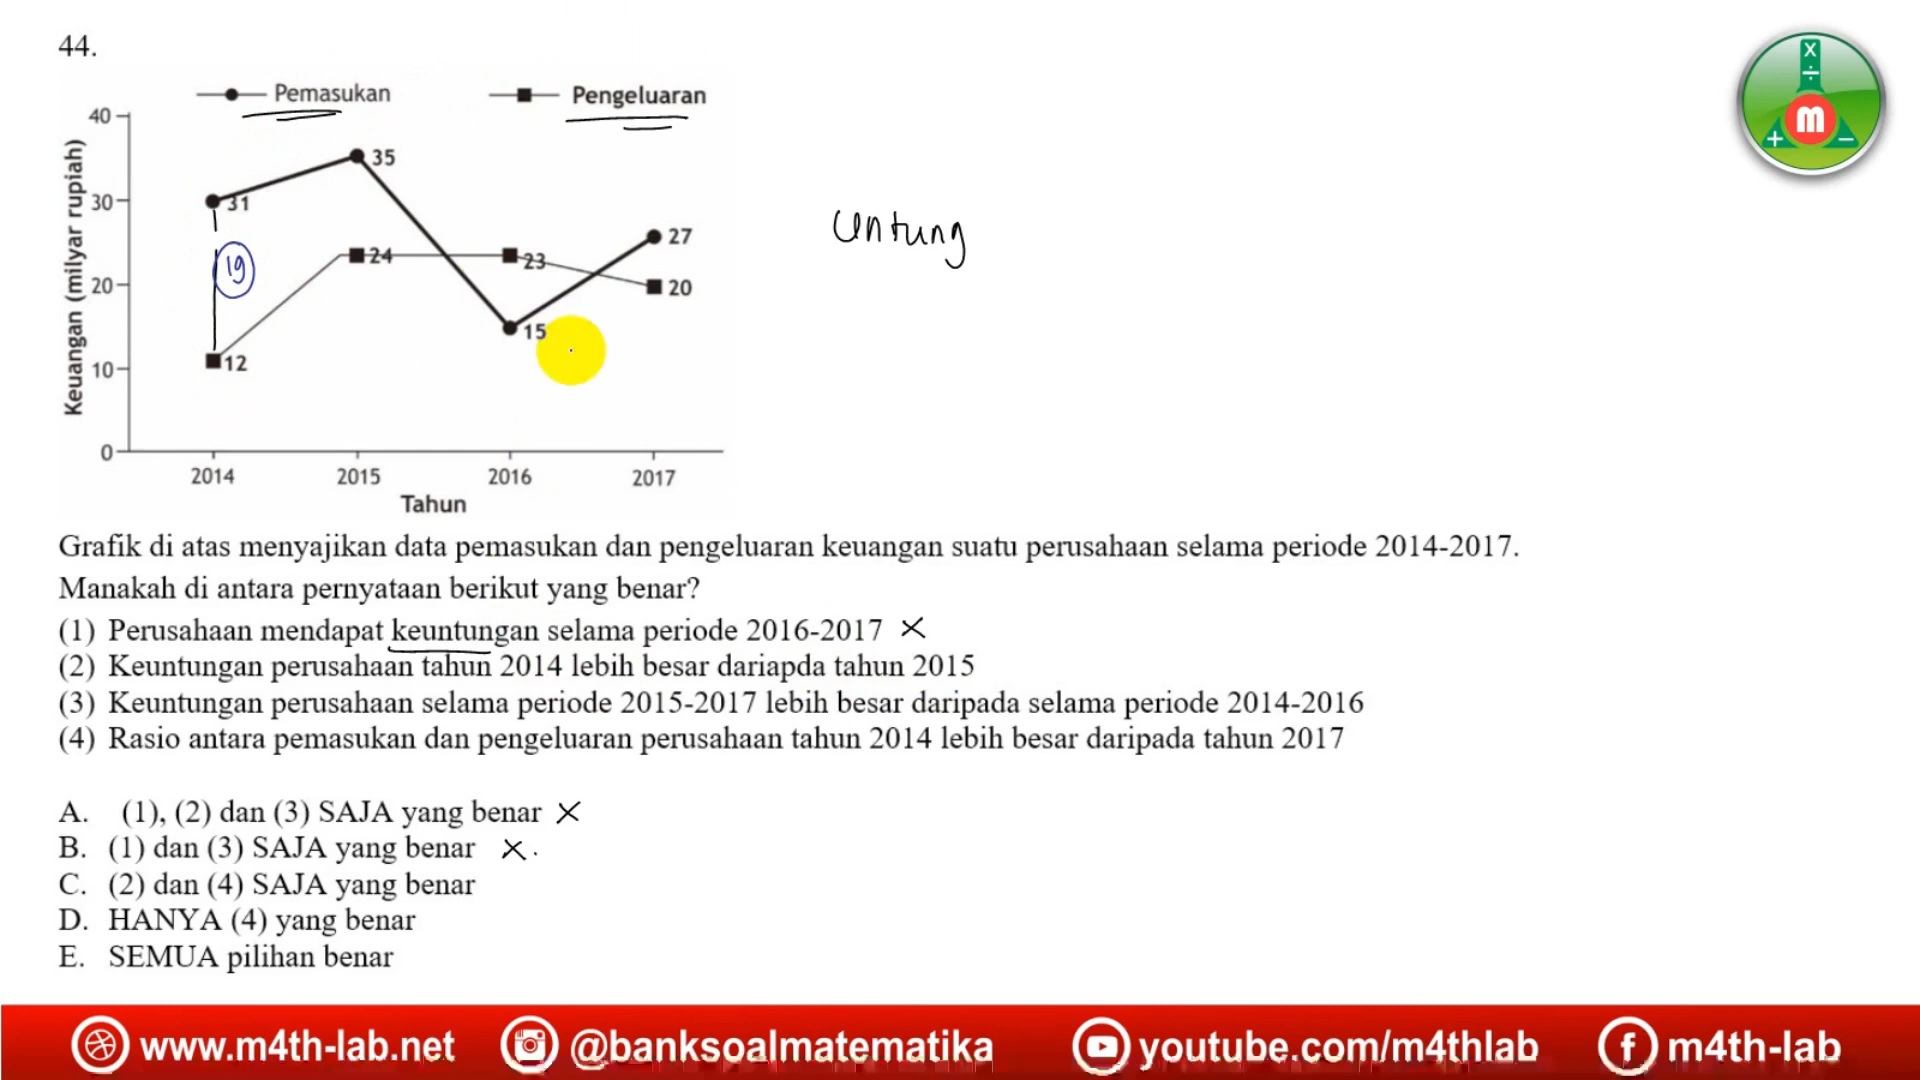 44.
Pemasukan
Pengeluaran
Keuangan (milyar rupiah)
40
30
20
10
0
31
35
15
27
12
24
23
20
19
2014
2015
2016
2017
Tahun
Untung
x
÷
m
+
−
Grafik di atas menyajikan data pemasukan dan pengeluaran keuangan suatu perusahaan selama periode 2014-2017.
Manakah di antara pernyataan berikut yang benar?
(1) Perusahaan mendapat keuntungan selama periode 2016-2017 ×
(2) Keuntungan perusahaan tahun 2014 lebih besar dariapda tahun 2015
(3) Keuntungan perusahaan selama periode 2015-2017 lebih besar daripada selama periode 2014-2016
(4) Rasio antara pemasukan dan pengeluaran perusahaan tahun 2014 lebih besar daripada tahun 2017
A. (1), (2) dan (3) SAJA yang benar ×
B. (1) dan (3) SAJA yang benar ×.
C. (2) dan (4) SAJA yang benar
D. HANYA (4) yang benar
E. SEMUA pilihan benar
www.m4th-lab.net @banksoalmatematika youtube.com/m4thlab f m4th-lab